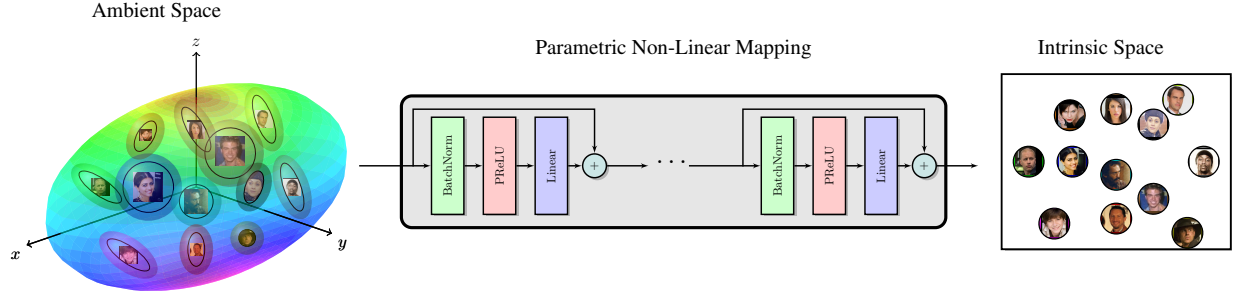 Ambient Space
Parametric Non-Linear Mapping
Intrinsic Space
z
x
y
BatchNorm
PReLU
Linear
+
· · ·
BatchNorm
PReLU
Linear
+